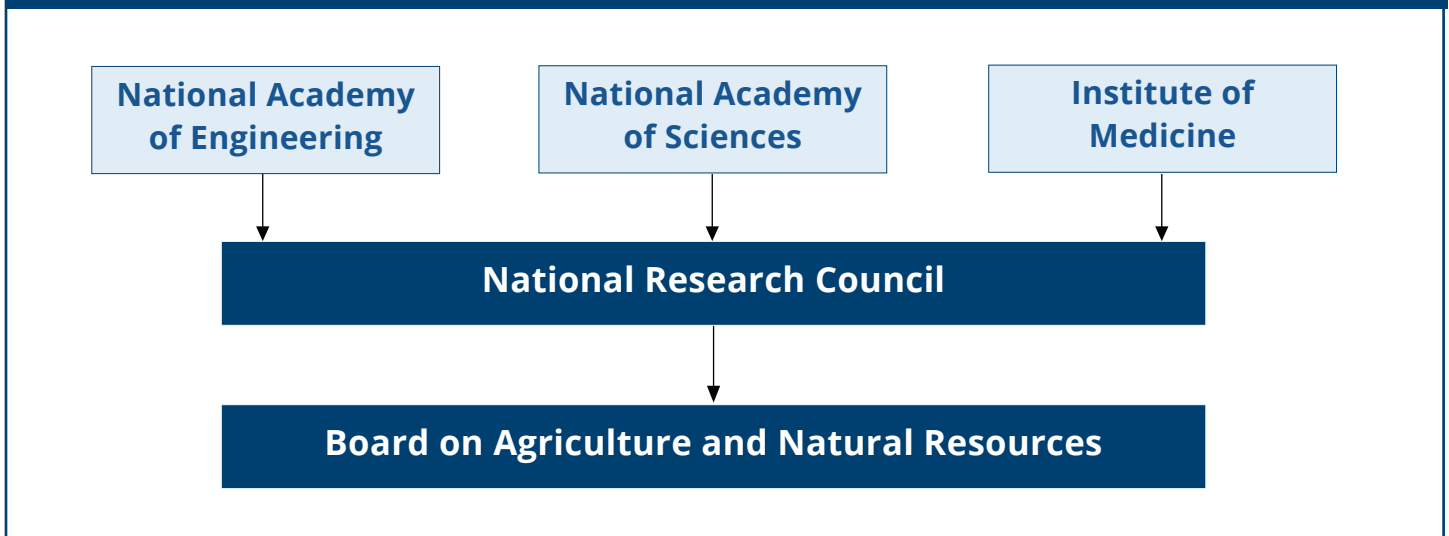 National Academy
of Engineering
National Academy
of Sciences
Institute of
Medicine
National Research Council
Board on Agriculture and Natural Resources